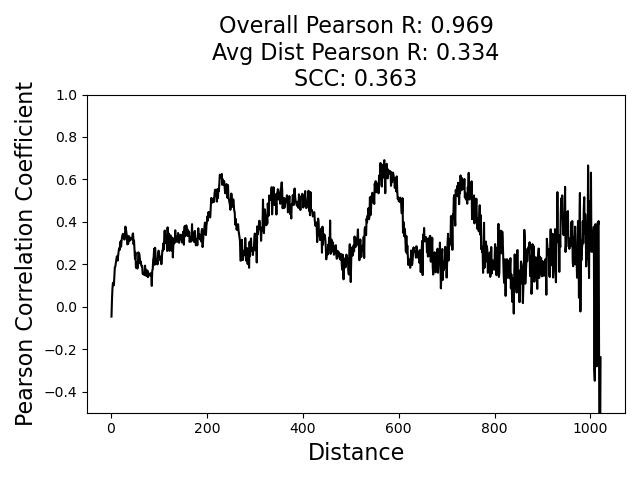 Overall Pearson R: 0.969
Avg Dist Pearson R: 0.334
SCC: 0.363
Pearson Correlation Coefficient
1.0
0.8
0.6
0.4
0.2
0.0
−0.2
−0.4
0 200 400 600 800 1000
Distance